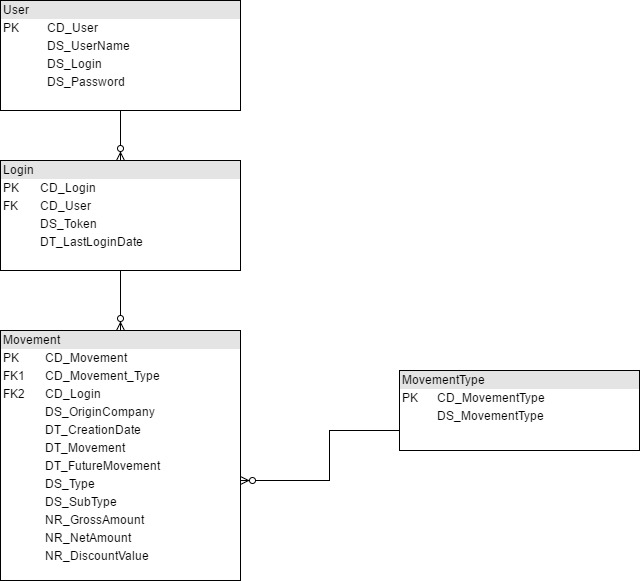 User
PK CD_User
DS_UserName
DS_Login
DS_Password
Login
PK CD_Login
FK CD_User
DS_Token
DT_LastLoginDate
Movement
PK CD_Movement
FK1 CD_Movement_Type
FK2 CD_Login
DS_OriginCompany
DT_CreationDate
DT_Movement
DT_FutureMovement
DS_Type
DS_SubType
NR_GrossAmount
NR_NetAmount
NR_DiscountValue
MovementType
PK CD_MovementType
DS_MovementType